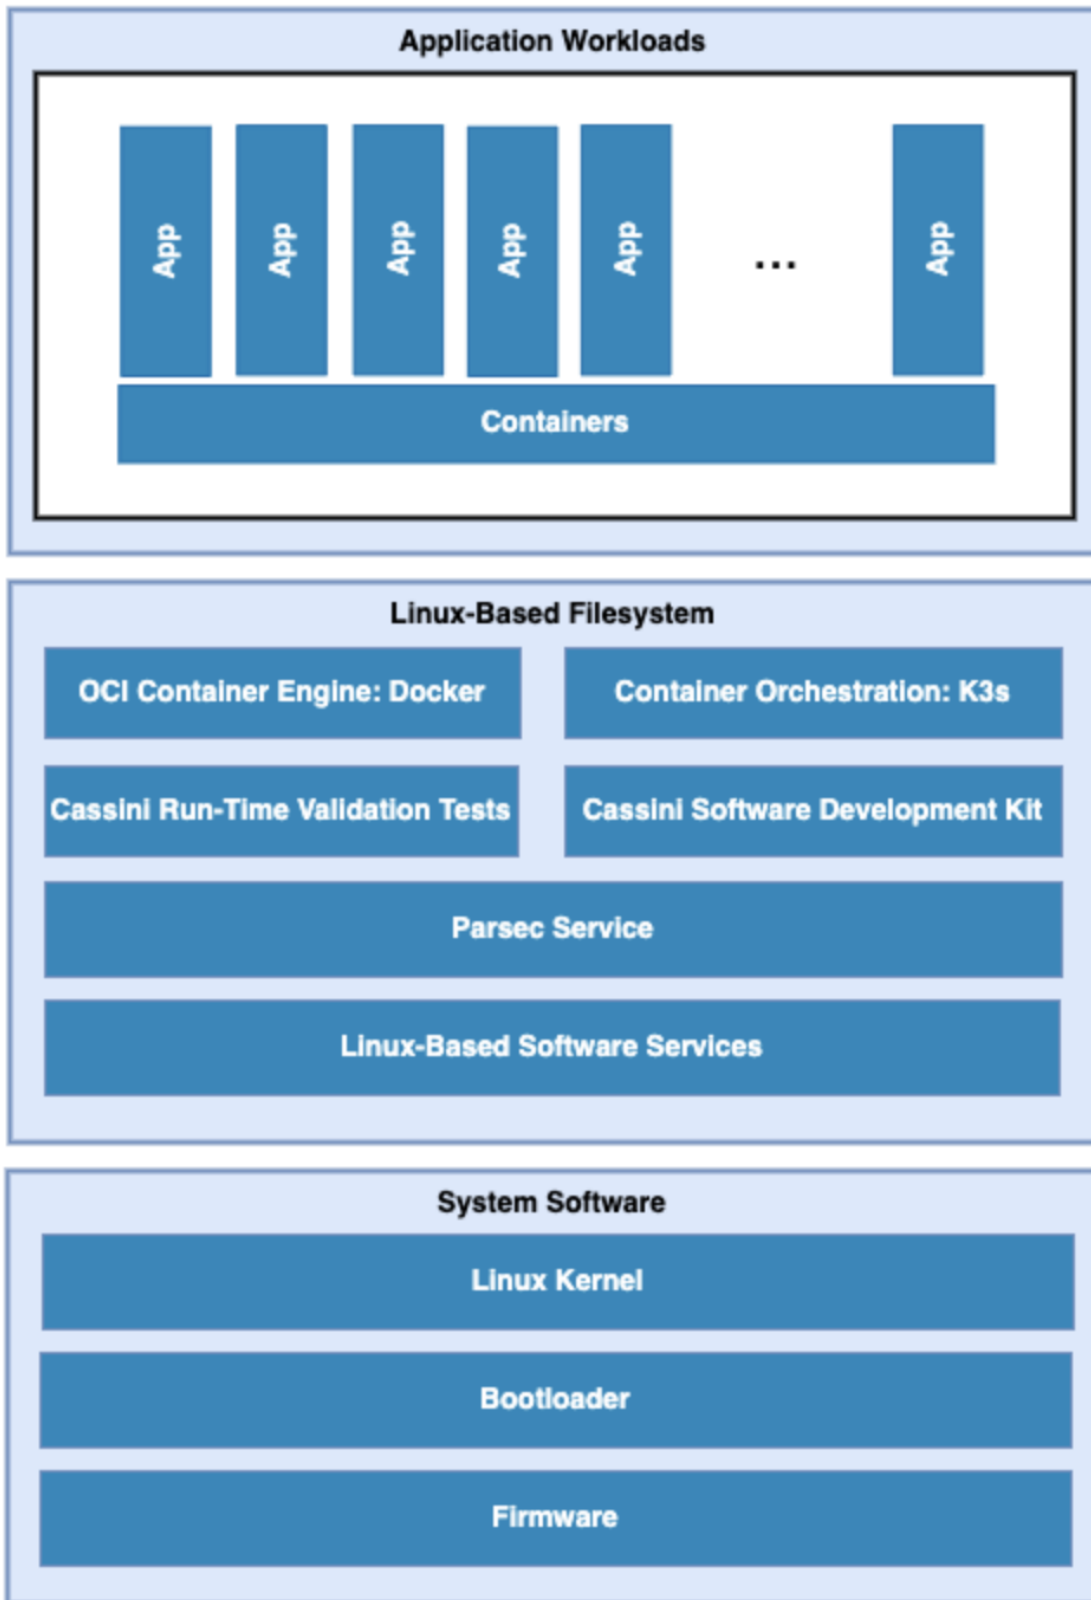 Application Workloads
App
App
App
App
App
...
App
Containers
Linux-Based Filesystem
OCI Container Engine: Docker
Container Orchestration: K3s
Cassini Run-Time Validation Tests
Cassini Software Development Kit
Parsec Service
Linux-Based Software Services
System Software
Linux Kernel
Bootloader
Firmware